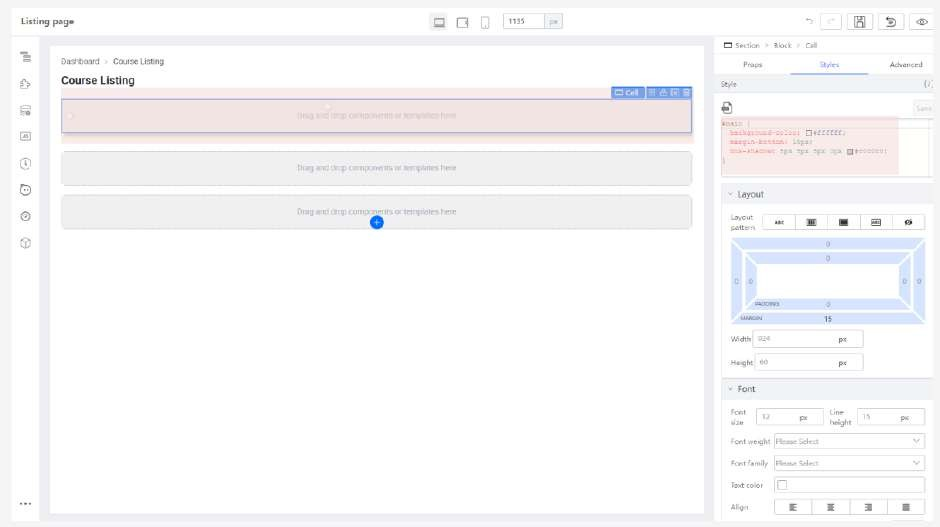 Listing page
1135 px
Dashboard > Course Listing
Course Listing
Cell
Drag and drop components or templates here
Drag and drop components or templates here
Drag and drop components or templates here
Section > Block > Cell
Props Styles Advanced
Style
Save
background-color: #ffffff;
margin-bottom: 15px;
}
Layout
Layout pattern
0
0
0 0 0 0
PADDING 0
MARGIN 15
Width 924 px
Height 60 px
Font
Font size 12 px Line height 15 px
Font weight Please Select
Font family Please Select
Text color
Align